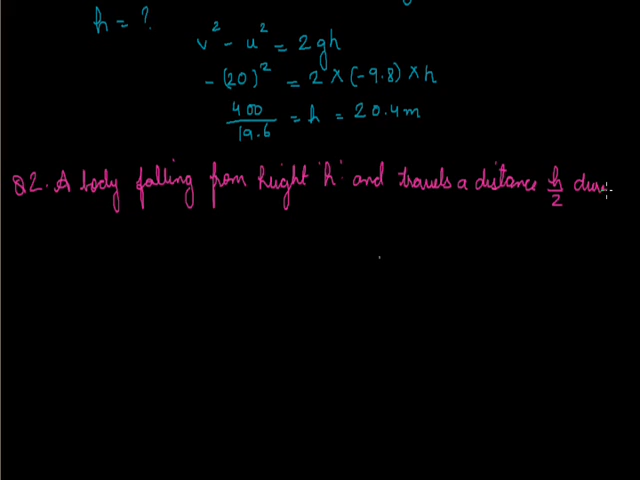 h = ?
v² - u² = 2gh
- (20)² = 2 × (-9.8) × h
400/19.6 = h = 20.4m
Q2. A body falling from height 'h' and travels a distance h/2